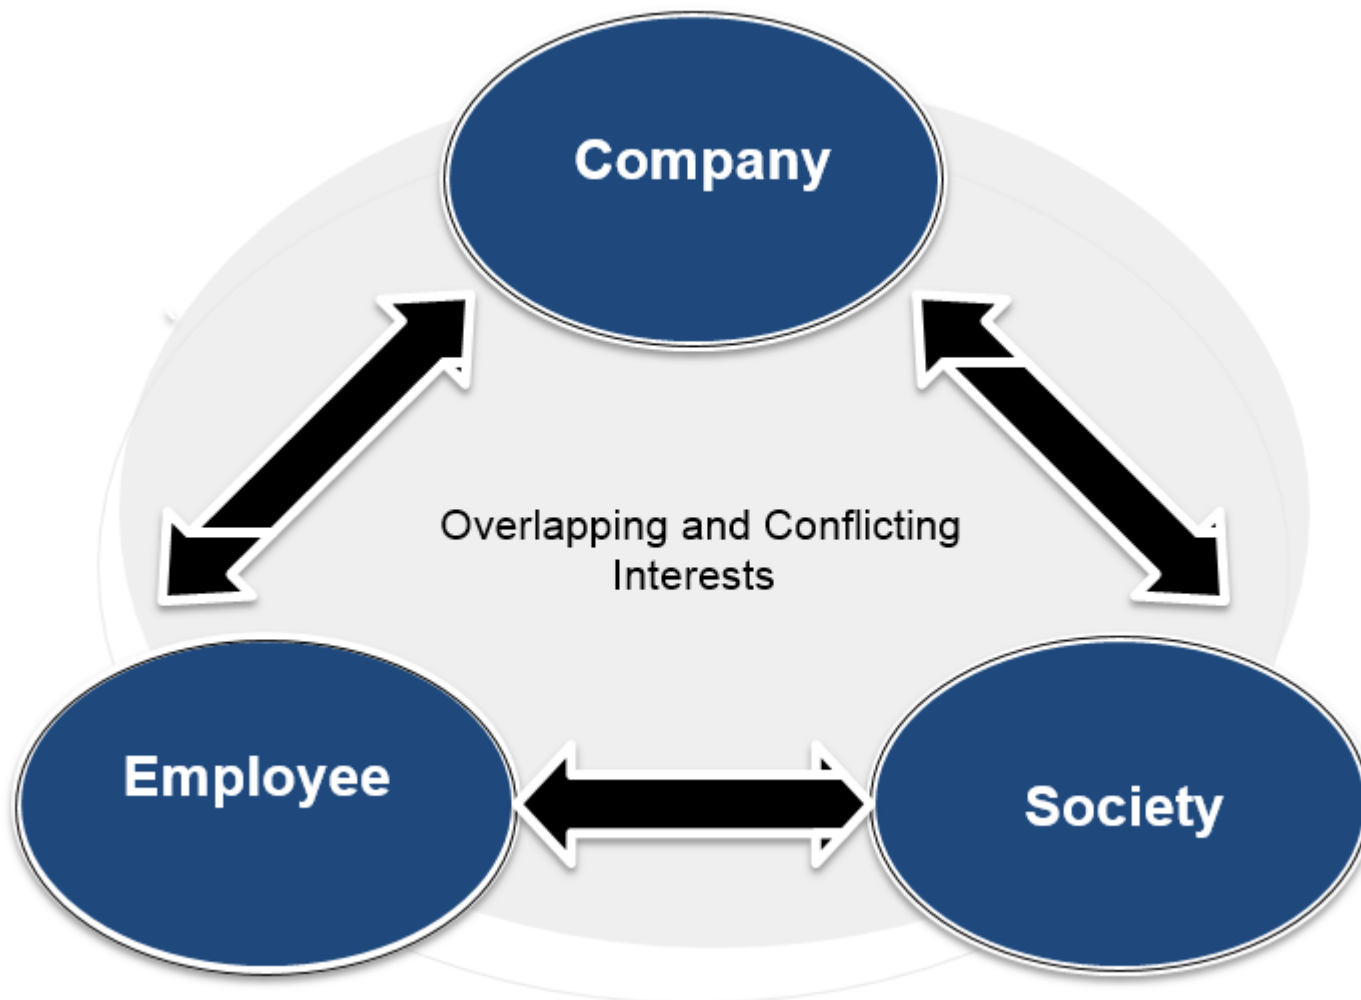 Company
Overlapping and Conflicting
Interests
Employee
Society